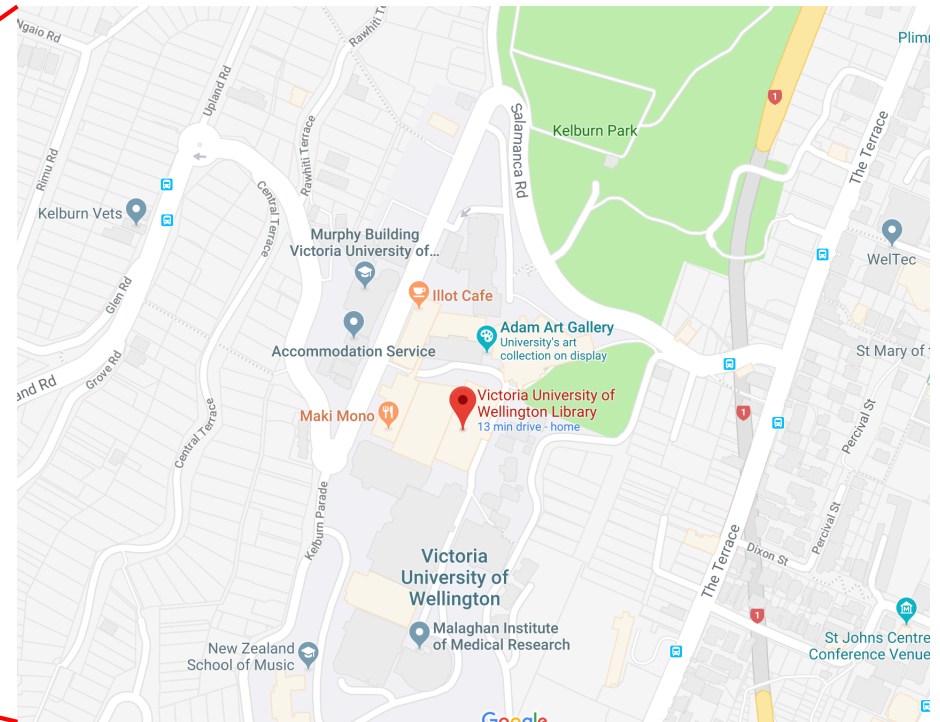 Ngaio Rd
Rawhiti T
Plimm
Upland Rd
1
Salamanca Rd
Kelburn Park
The Terrace
Rimu Rd
Rawhiti Terrace
Kelburn Vets
Central Terrace
Murphy Building
Victoria University of...
WelTec
Glen Rd
Illot Cafe
Adam Art Gallery
University's art
collection on display
Accommodation Service
St Mary of
and Rd
Grove Rd
Victoria University of
Wellington Library
13 min drive - home
Maki Mono
1
Percival St
Central Terrace
Kelburn Parade
Percival St
Victoria
University of
Wellington
The Terrace
Dixon St
1
Malaghan Institute
of Medical Research
St Johns Centre
Conference Venue
New Zealand
School of Music
Google